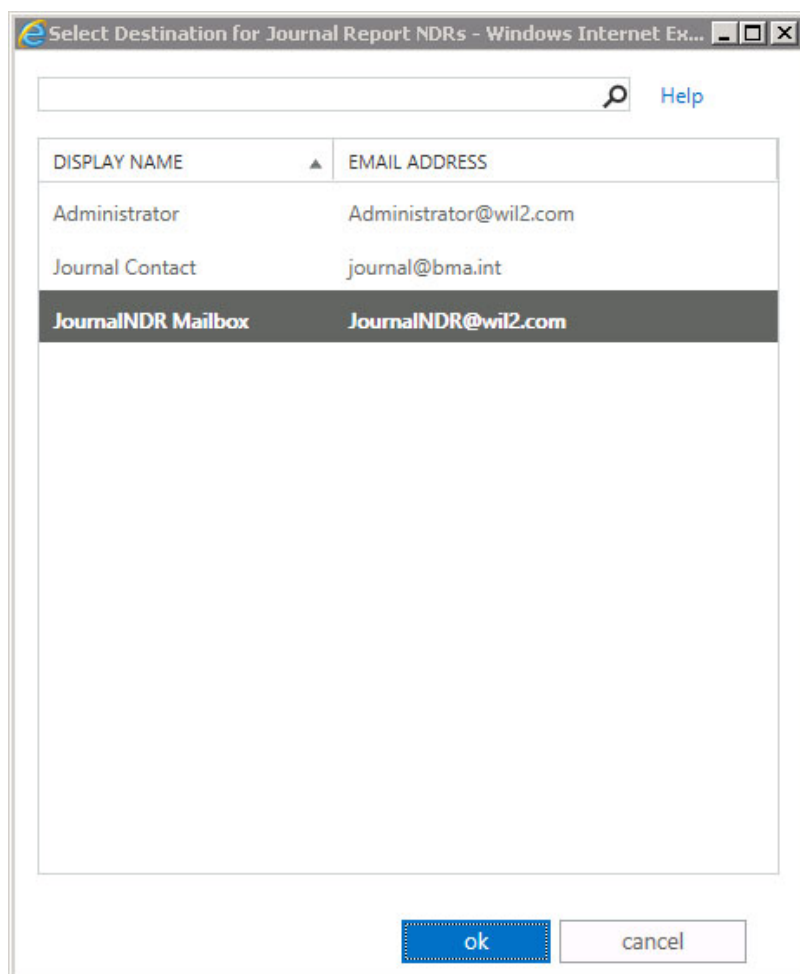 Select Destination for Journal Report NDRs - Windows Internet Ex...
Help
DISPLAY NAME EMAIL ADDRESS
Administrator Administrator@wil2.com
Journal Contact journal@bma.int
JournalNDR Mailbox JournalNDR@wil2.com
ok cancel